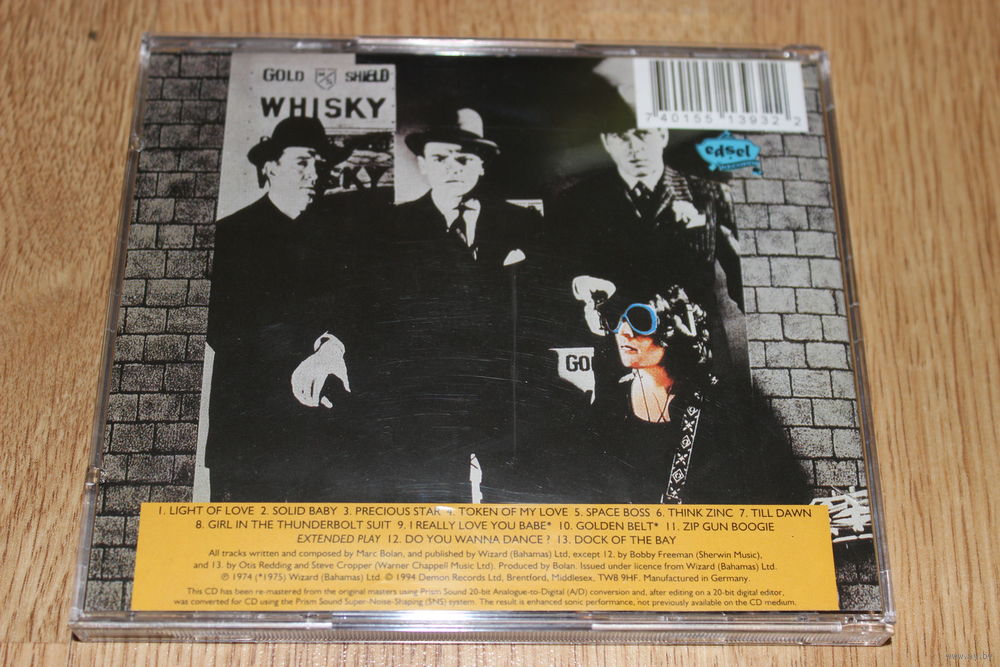 GOLD SHIELD
WHISKY
KY
7 40155 13932 2
edsel
GO
1. LIGHT OF LOVE 2. SOLID BABY 3. PRECIOUS STAR 4. TOKEN OF MY LOVE 5. SPACE BOSS 6. THINK ZINC 7. TILL DAWN
8. GIRL IN THE THUNDERBOLT SUIT 9. I REALLY LOVE YOU BABE* 10. GOLDEN BELT* 11. ZIP GUN BOOGIE
EXTENDED PLAY 12. DO YOU WANNA DANCE? 13. DOCK OF THE BAY
All tracks written and composed by Marc Bolan, and published by Wizard (Bahamas) Ltd, except 12. by Bobby Freeman (Sherwin Music),
and 13. by Otis Redding and Steve Cropper (Warner Chappell Music Ltd). Produced by Bolan. Issued under licence from Wizard (Bahamas) Ltd.
℗ 1974 (*1975) Wizard (Bahamas) Ltd. © 1994 Demon Records Ltd, Brentford, Middlesex, TW8 9HF. Manufactured in Germany.
This CD has been re-mastered from the original masters using Prism Sound 20-bit Analogue-to-Digital (A/D) conversion and, after editing on a 20-bit digital editor,
was converted for CD using the Prism Sound Super-Noise-Shaping (SNS) system. The result is enhanced sonic performance, not previously available on the CD medium.